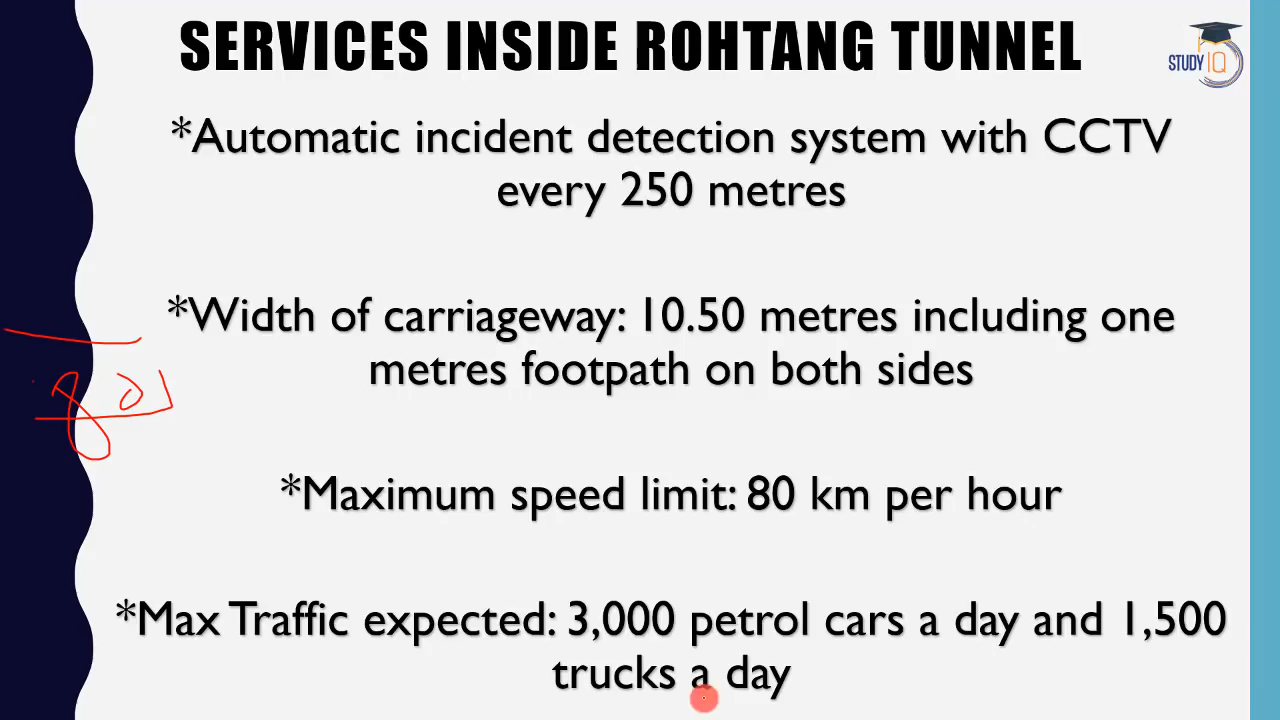 SERVICES INSIDE ROHTANG TUNNEL
STUDY IQ
*Automatic incident detection system with CCTV
every 250 metres
*Width of carriageway: 10.50 metres including one
metres footpath on both sides
*Maximum speed limit: 80 km per hour
*Max Traffic expected: 3,000 petrol cars a day and 1,500
trucks a day